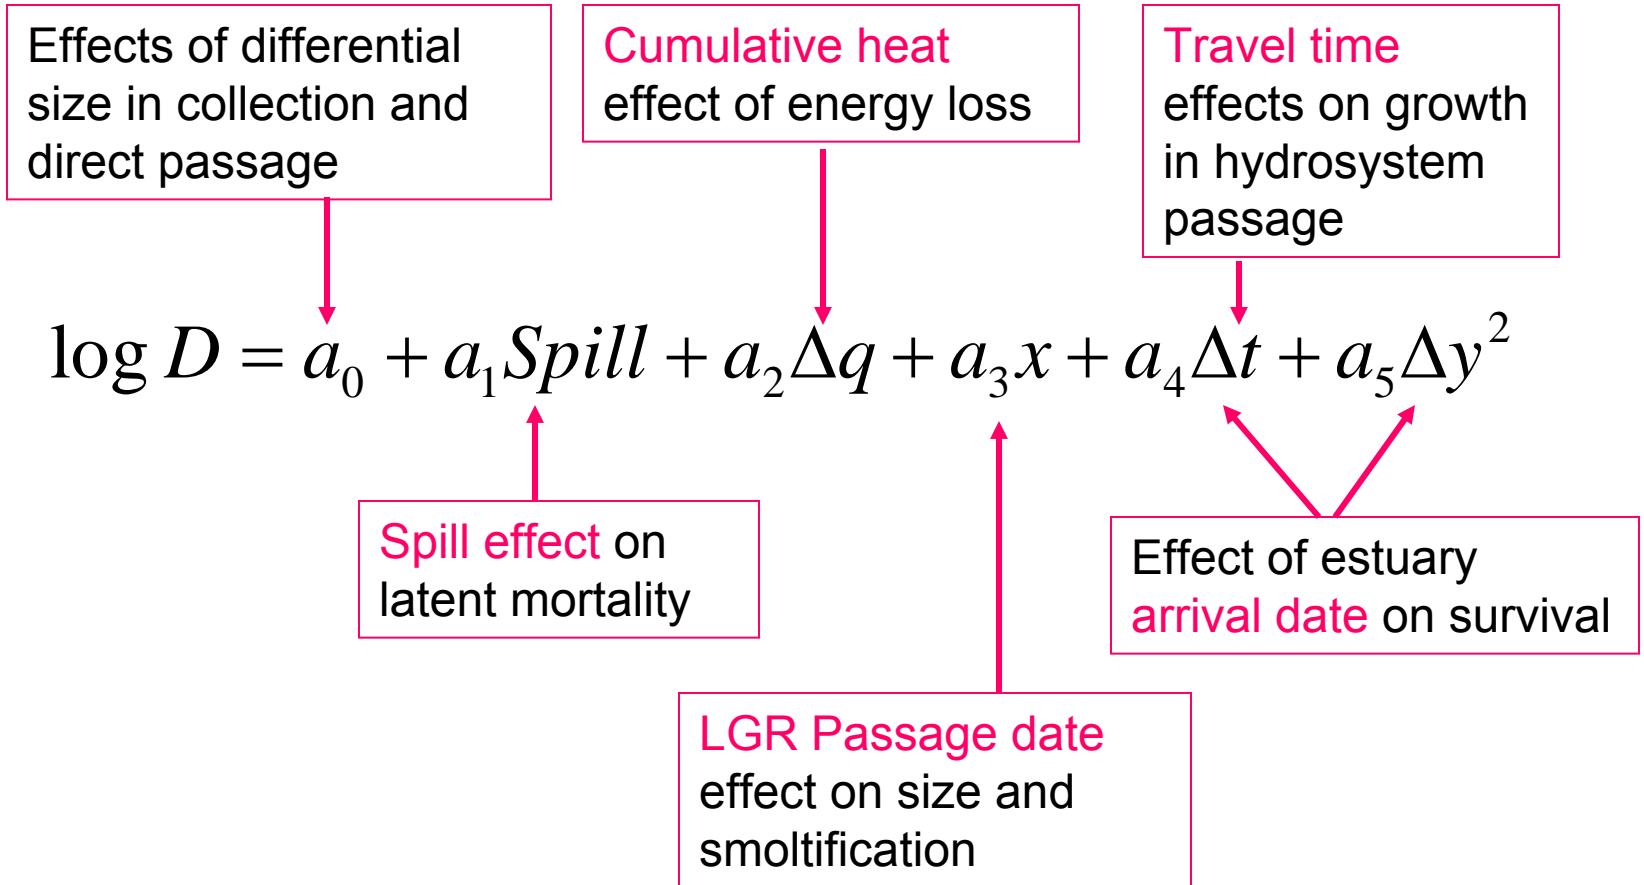 Effects of differential
size in collection and
direct passage
Cumulative heat
effect of energy loss
Travel time
effects on growth
in hydrosystem
passage
log D = a₀ + a₁Spill + a₂Δq + a₃x + a₄Δt + a₅Δy²
Spill effect on
latent mortality
Effect of estuary
arrival date on survival
LGR Passage date
effect on size and
smoltification